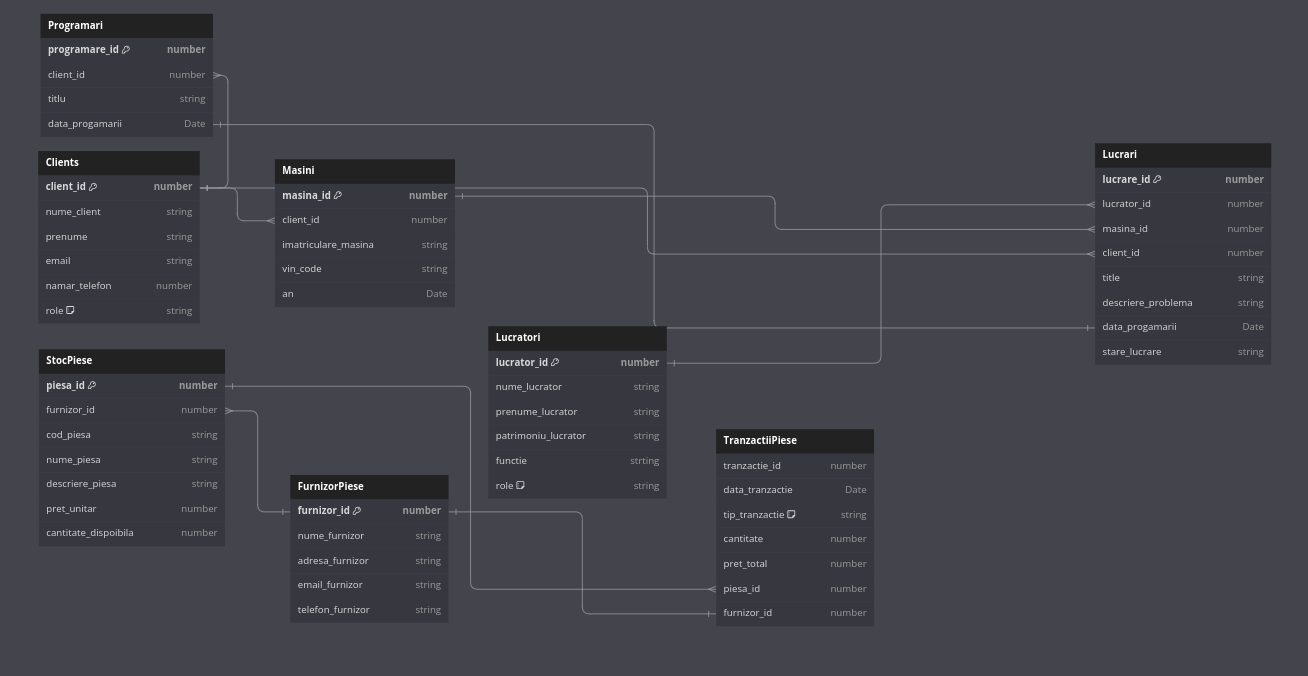 Programari
programare_id number
client_id number
titlu string
data_progamarii Date
Clients
client_id number
nume_client string
prenume string
email string
namar_telefon number
role string
Masini
masina_id number
client_id number
imatriculare_masina string
vin_code string
an Date
Lucrari
lucrare_id number
lucrator_id number
masina_id number
client_id number
title string
descriere_problema string
data_progamarii Date
stare_lucrare string
Lucratori
lucrator_id number
nume_lucrator string
prenume_lucrator string
patrimoniu_lucrator string
functie strting
role string
StocPiese
piesa_id number
furnizor_id number
cod_piesa string
nume_piesa string
descriere_piesa string
pret_unitar number
cantitate_dispoibila number
FurnizorPiese
furnizor_id number
nume_furnizor string
adresa_furnizor string
email_furnizor string
telefon_furnizor string
TranzactiiPiese
tranzactie_id number
data_tranzactie Date
tip_tranzactie string
cantitate number
pret_total number
piesa_id number
furnizor_id number